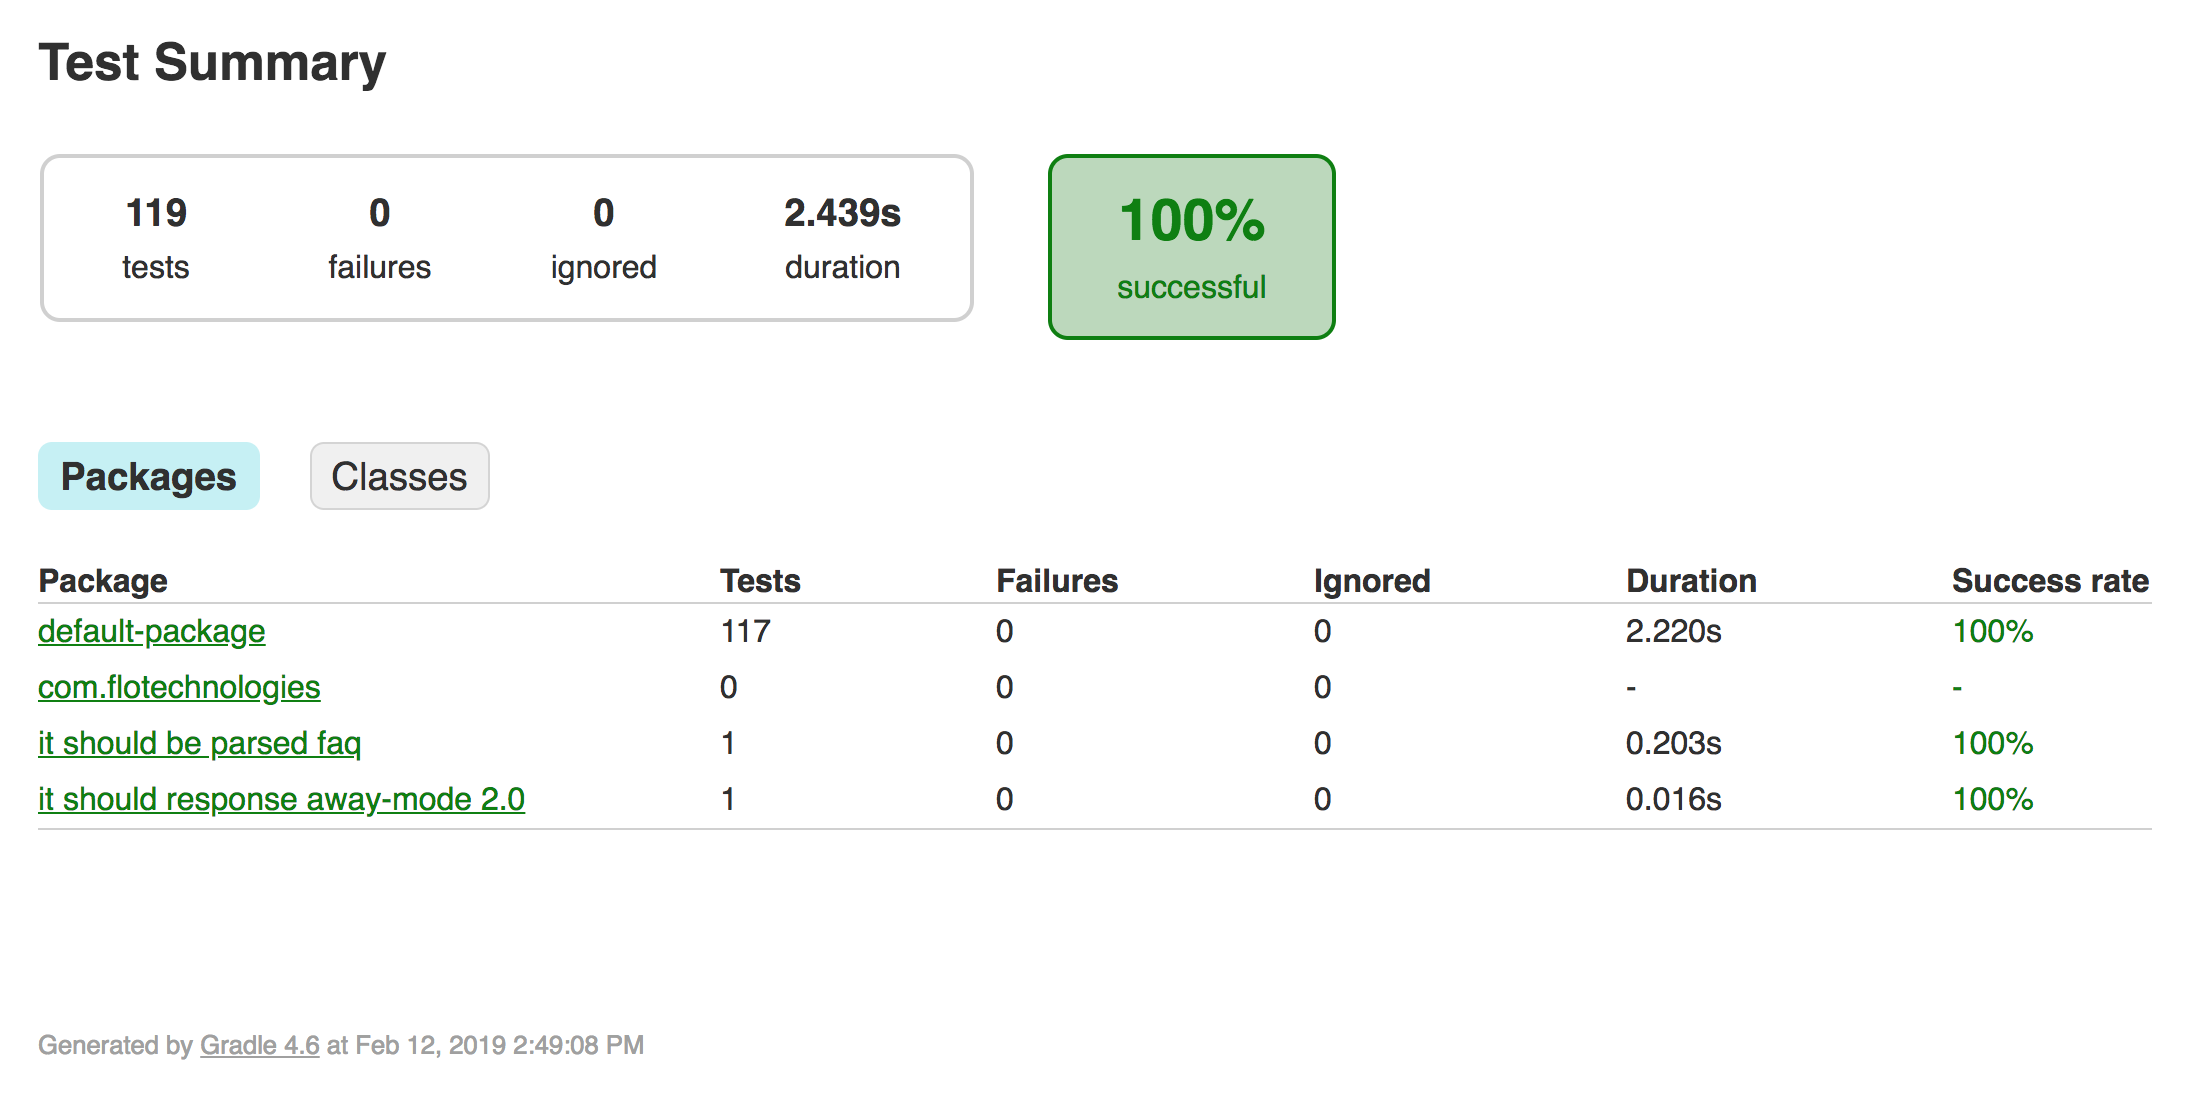 Test Summary
119 0 0 2.439s
tests failures ignored duration
100%
successful
Packages Classes
Package Tests Failures Ignored Duration Success rate
default-package 117 0 0 2.220s 100%
com.flotechnologies 0 0 0 - -
it should be parsed faq 1 0 0 0.203s 100%
it should response away-mode 2.0 1 0 0 0.016s 100%
Generated by Gradle 4.6 at Feb 12, 2019 2:49:08 PM